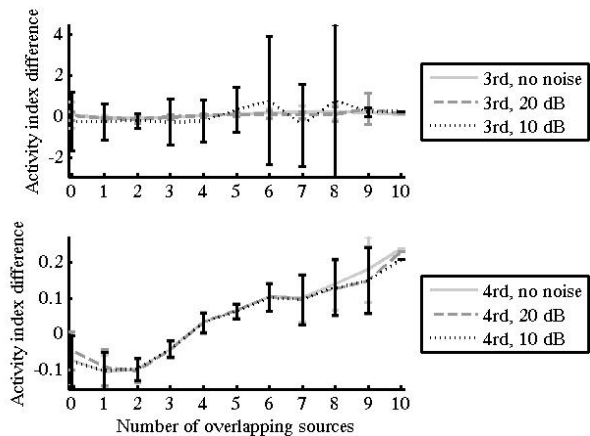 Activity index difference
4
2
0
-2
0 1 2 3 4 5 6 7 8 9 10
3rd, no noise
3rd, 20 dB
3rd, 10 dB
Activity index difference
0.2
0.1
0
-0.1
0 1 2 3 4 5 6 7 8 9 10
Number of overlapping sources
4rd, no noise
4rd, 20 dB
4rd, 10 dB